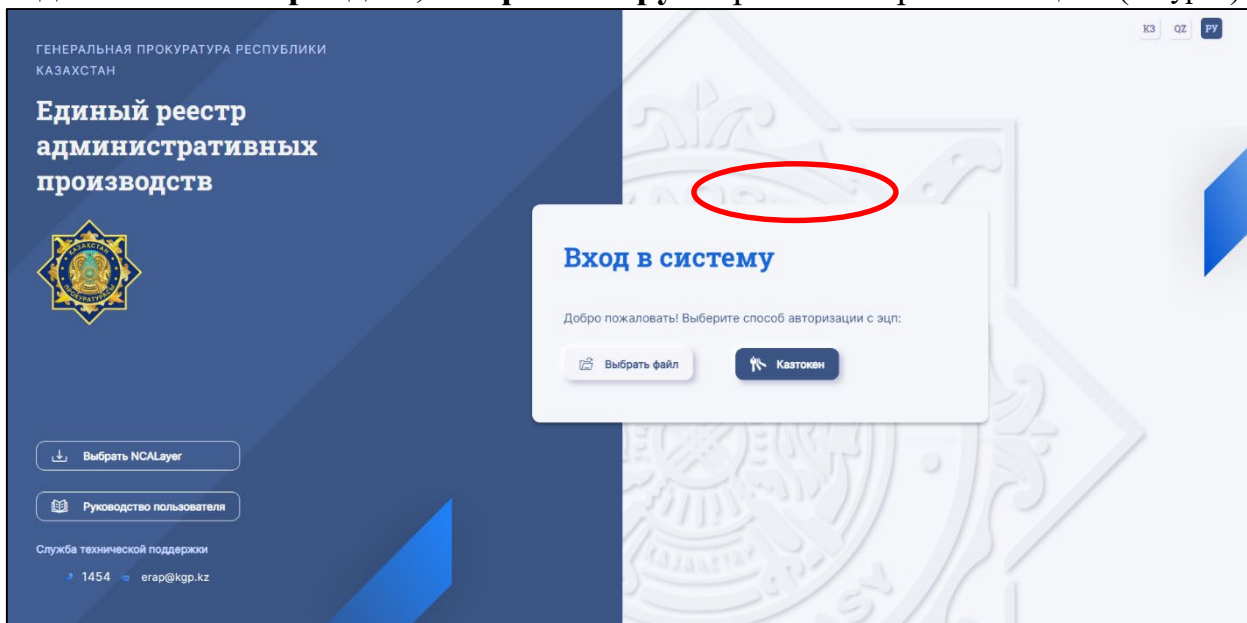 КЗ QZ РУ
ГЕНЕРАЛЬНАЯ ПРОКУРАТУРА РЕСПУБЛИКИ
КАЗАХСТАН
Единый реестр
административных
производств
Вход в систему
Добро пожаловать! Выберите способ авторизации с эцп:
Выбрать файл
Казтокен
Выбрать NCALayer
Руководство пользователя
Служба технической поддержки
1454 erap@kgp.kz